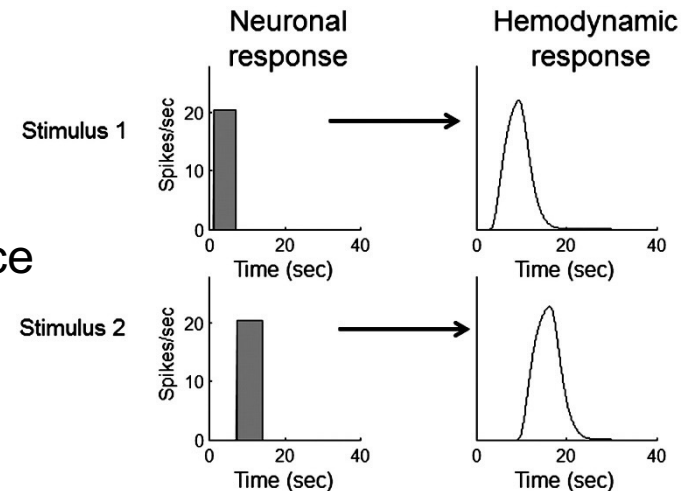 Neuronal
response
Hemodynamic
response
Stimulus 1
Spikes/sec
20
10
0
0 20 40
Time (sec)
0 20 40
Time (sec)
Stimulus 2
Spikes/sec
20
10
0
0 20 40
Time (sec)
0 20 40
Time (sec)